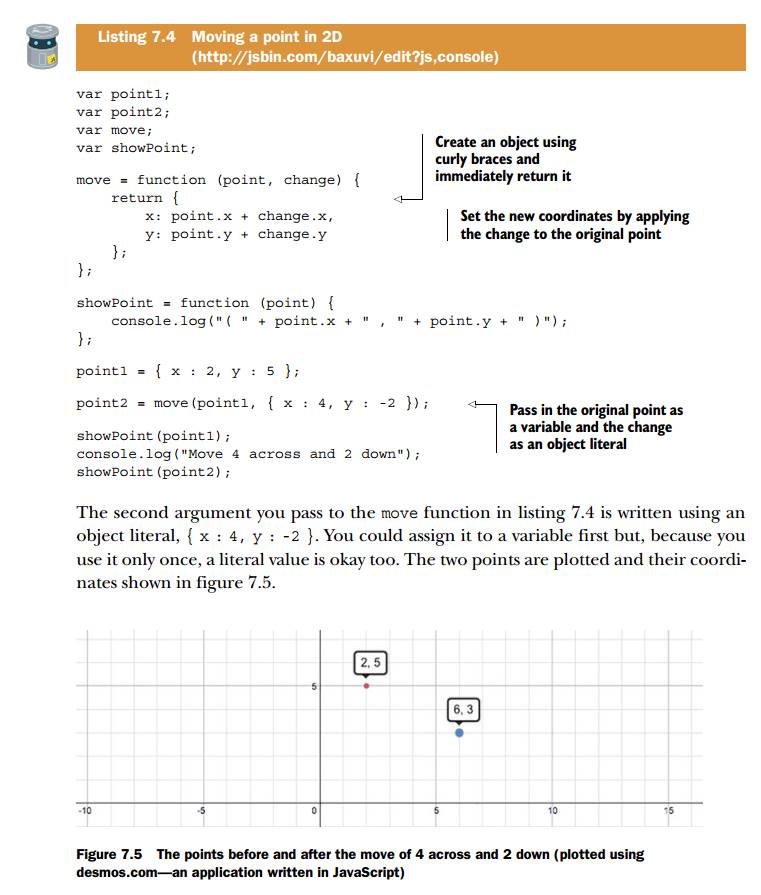 Listing 7.4 Moving a point in 2D
(http://jsbin.com/baxuvi/edit?js,console)
var point1;
var point2;
var move;
var showPoint;
move = function (point, change) {
return {
x: point.x + change.x,
y: point.y + change.y
};
};
Create an object using
curly braces and
immediately return it
Set the new coordinates by applying
the change to the original point
showPoint = function (point) {
console.log("( " + point.x + " , " + point.y + " )");
};
point1 = { x : 2, y : 5 };
point2 = move(point1, { x : 4, y : -2 });
Pass in the original point as
a variable and the change
as an object literal
showPoint(point1);
console.log("Move 4 across and 2 down");
showPoint(point2);
The second argument you pass to the move function in listing 7.4 is written using an
object literal, { x : 4, y : -2 }. You could assign it to a variable first but, because you
use it only once, a literal value is okay too. The two points are plotted and their coordi-
nates shown in figure 7.5.
2, 5
5
6, 3
-10 -5 0 5 10 15
Figure 7.5 The points before and after the move of 4 across and 2 down (plotted using
desmos.com—an application written in JavaScript)